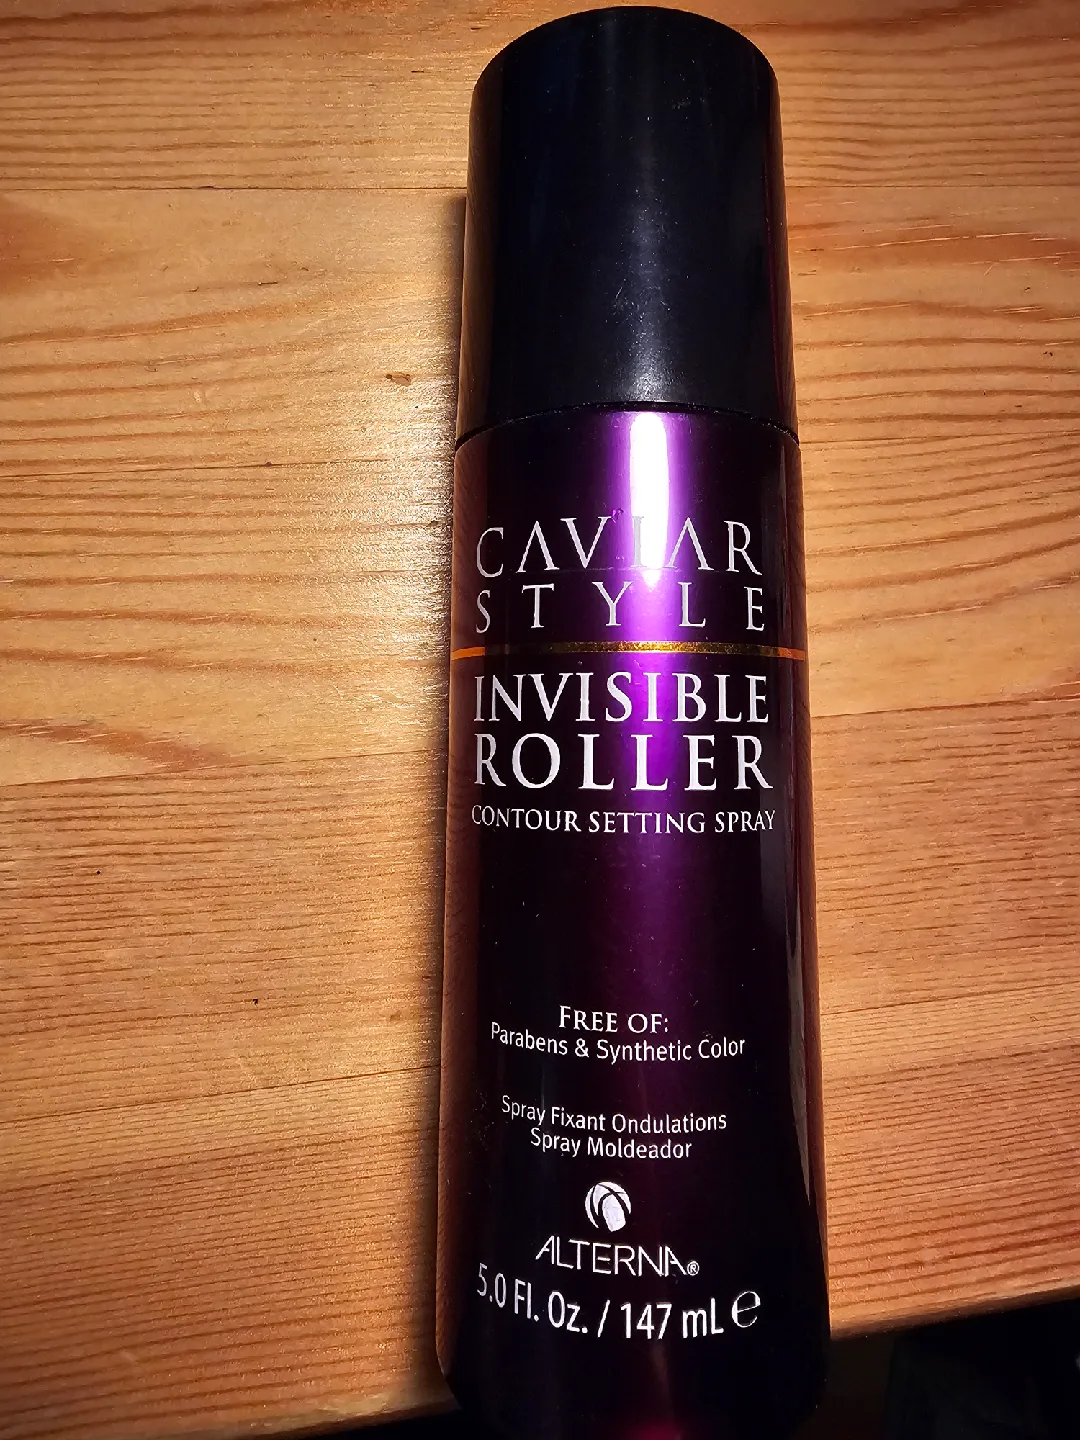 CAVIAR
STYLE
INVISIBLE
ROLLER
CONTOUR SETTING SPRAY
FREE OF:
Parabens & Synthetic Color
Spray Fixant Ondulations
Spray Moldeador
ALTERNA®
5.0 Fl. Oz. / 147 mL ℮